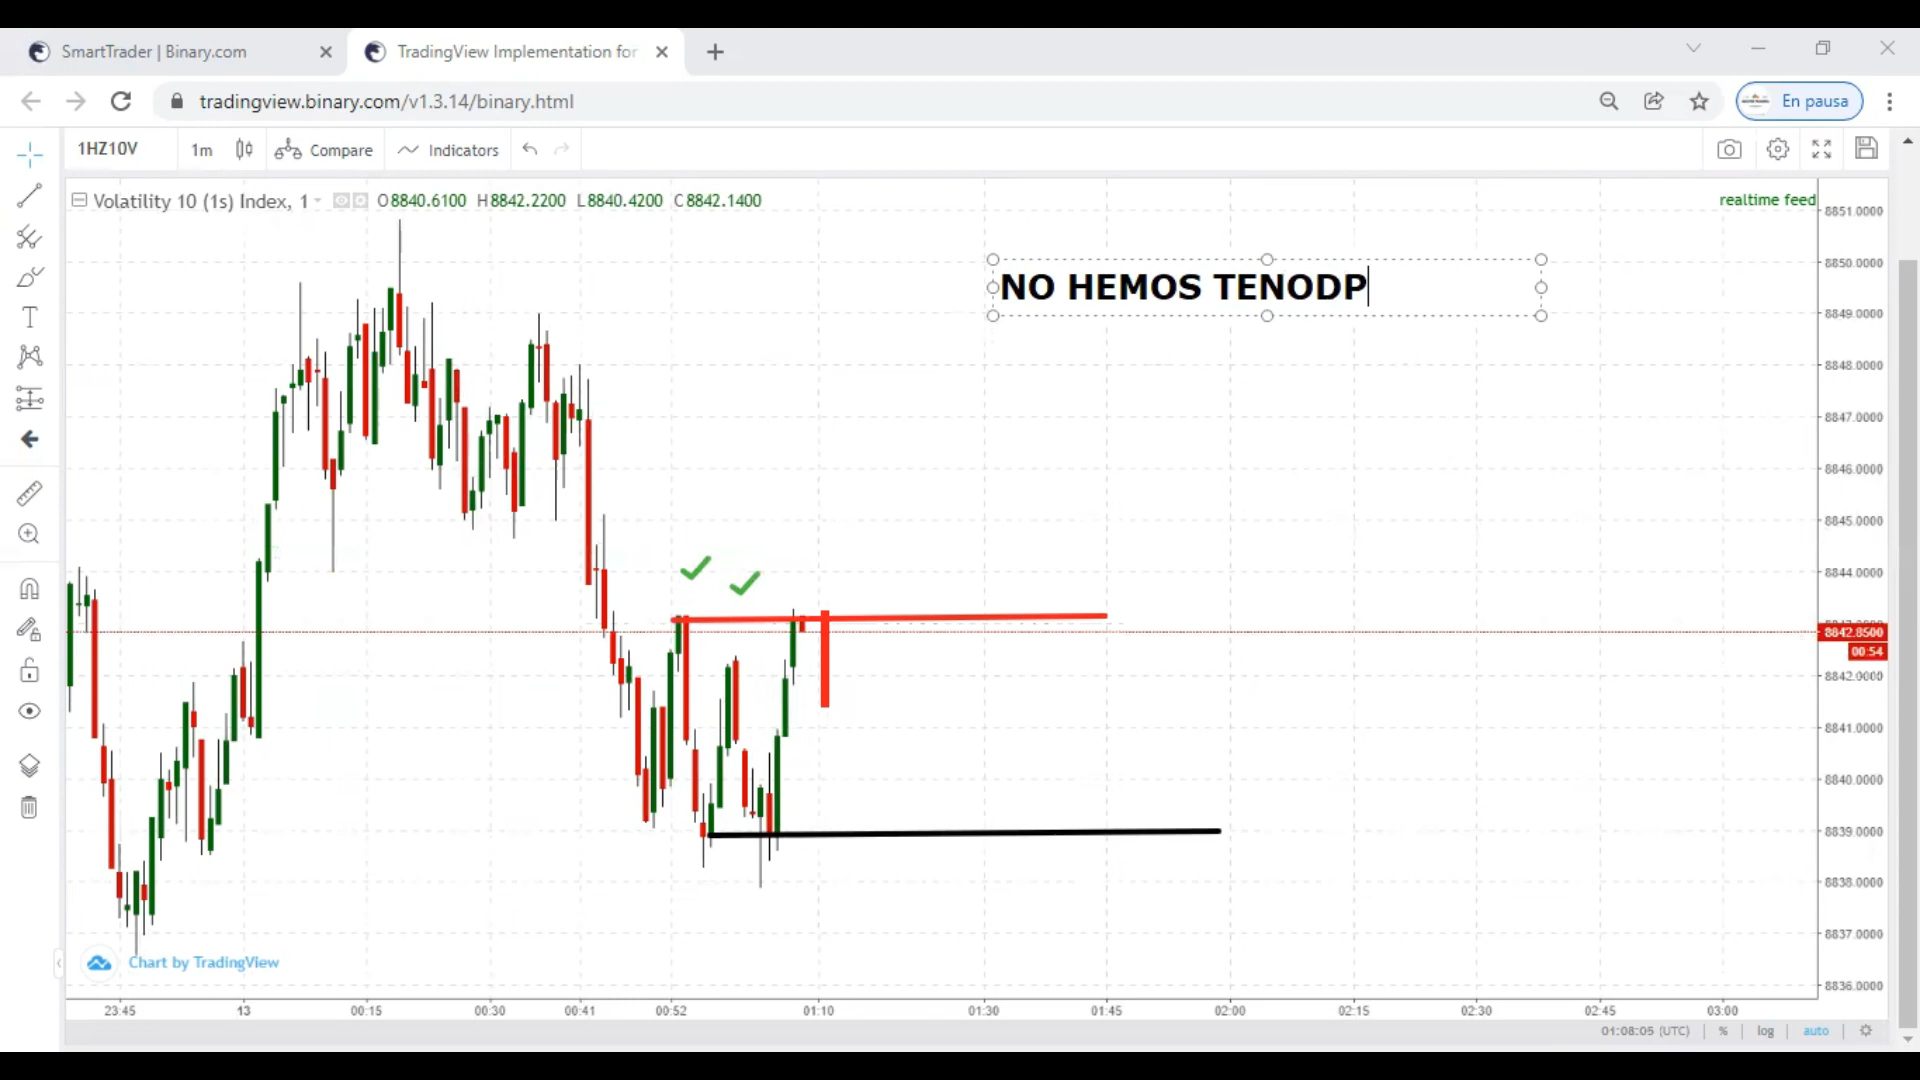 SmartTrader | Binary.com
TradingView Implementation for
tradingview.binary.com/v1.3.14/binary.html
En pausa
1HZ10V
1m
Compare
Indicators
Volatility 10 (1s) Index, 1
O8840.6100 H8842.2200 L8840.4200 C8842.1400
realtime feed
NO HEMOS TENODP
8851.0000
8850.0000
8849.0000
8848.0000
8847.0000
8846.0000
8845.0000
8844.0000
8842.8500
00:54
8842.0000
8841.0000
8840.0000
8839.0000
8838.0000
8837.0000
8836.0000
Chart by TradingView
23:45 13 00:15 00:30 00:41 00:52 01:10 01:30 01:45 02:00 02:15 02:30 02:45 03:00
01:08:05 (UTC) % log auto